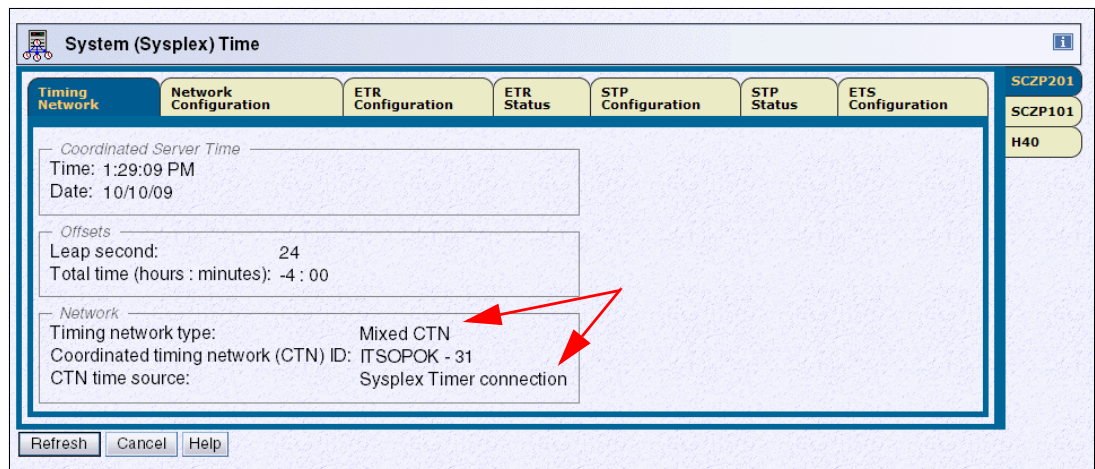 System (Sysplex) Time
i
Timing Network
Network Configuration
ETR Configuration
ETR Status
STP Configuration
STP Status
ETS Configuration
SCZP201
SCZP101
H40
Coordinated Server Time
Time: 1:29:09 PM
Date: 10/10/09
Offsets
Leap second: 24
Total time (hours : minutes): -4 : 00
Network
Timing network type: Mixed CTN
Coordinated timing network (CTN) ID: ITSOPOK - 31
CTN time source: Sysplex Timer connection
Refresh Cancel Help